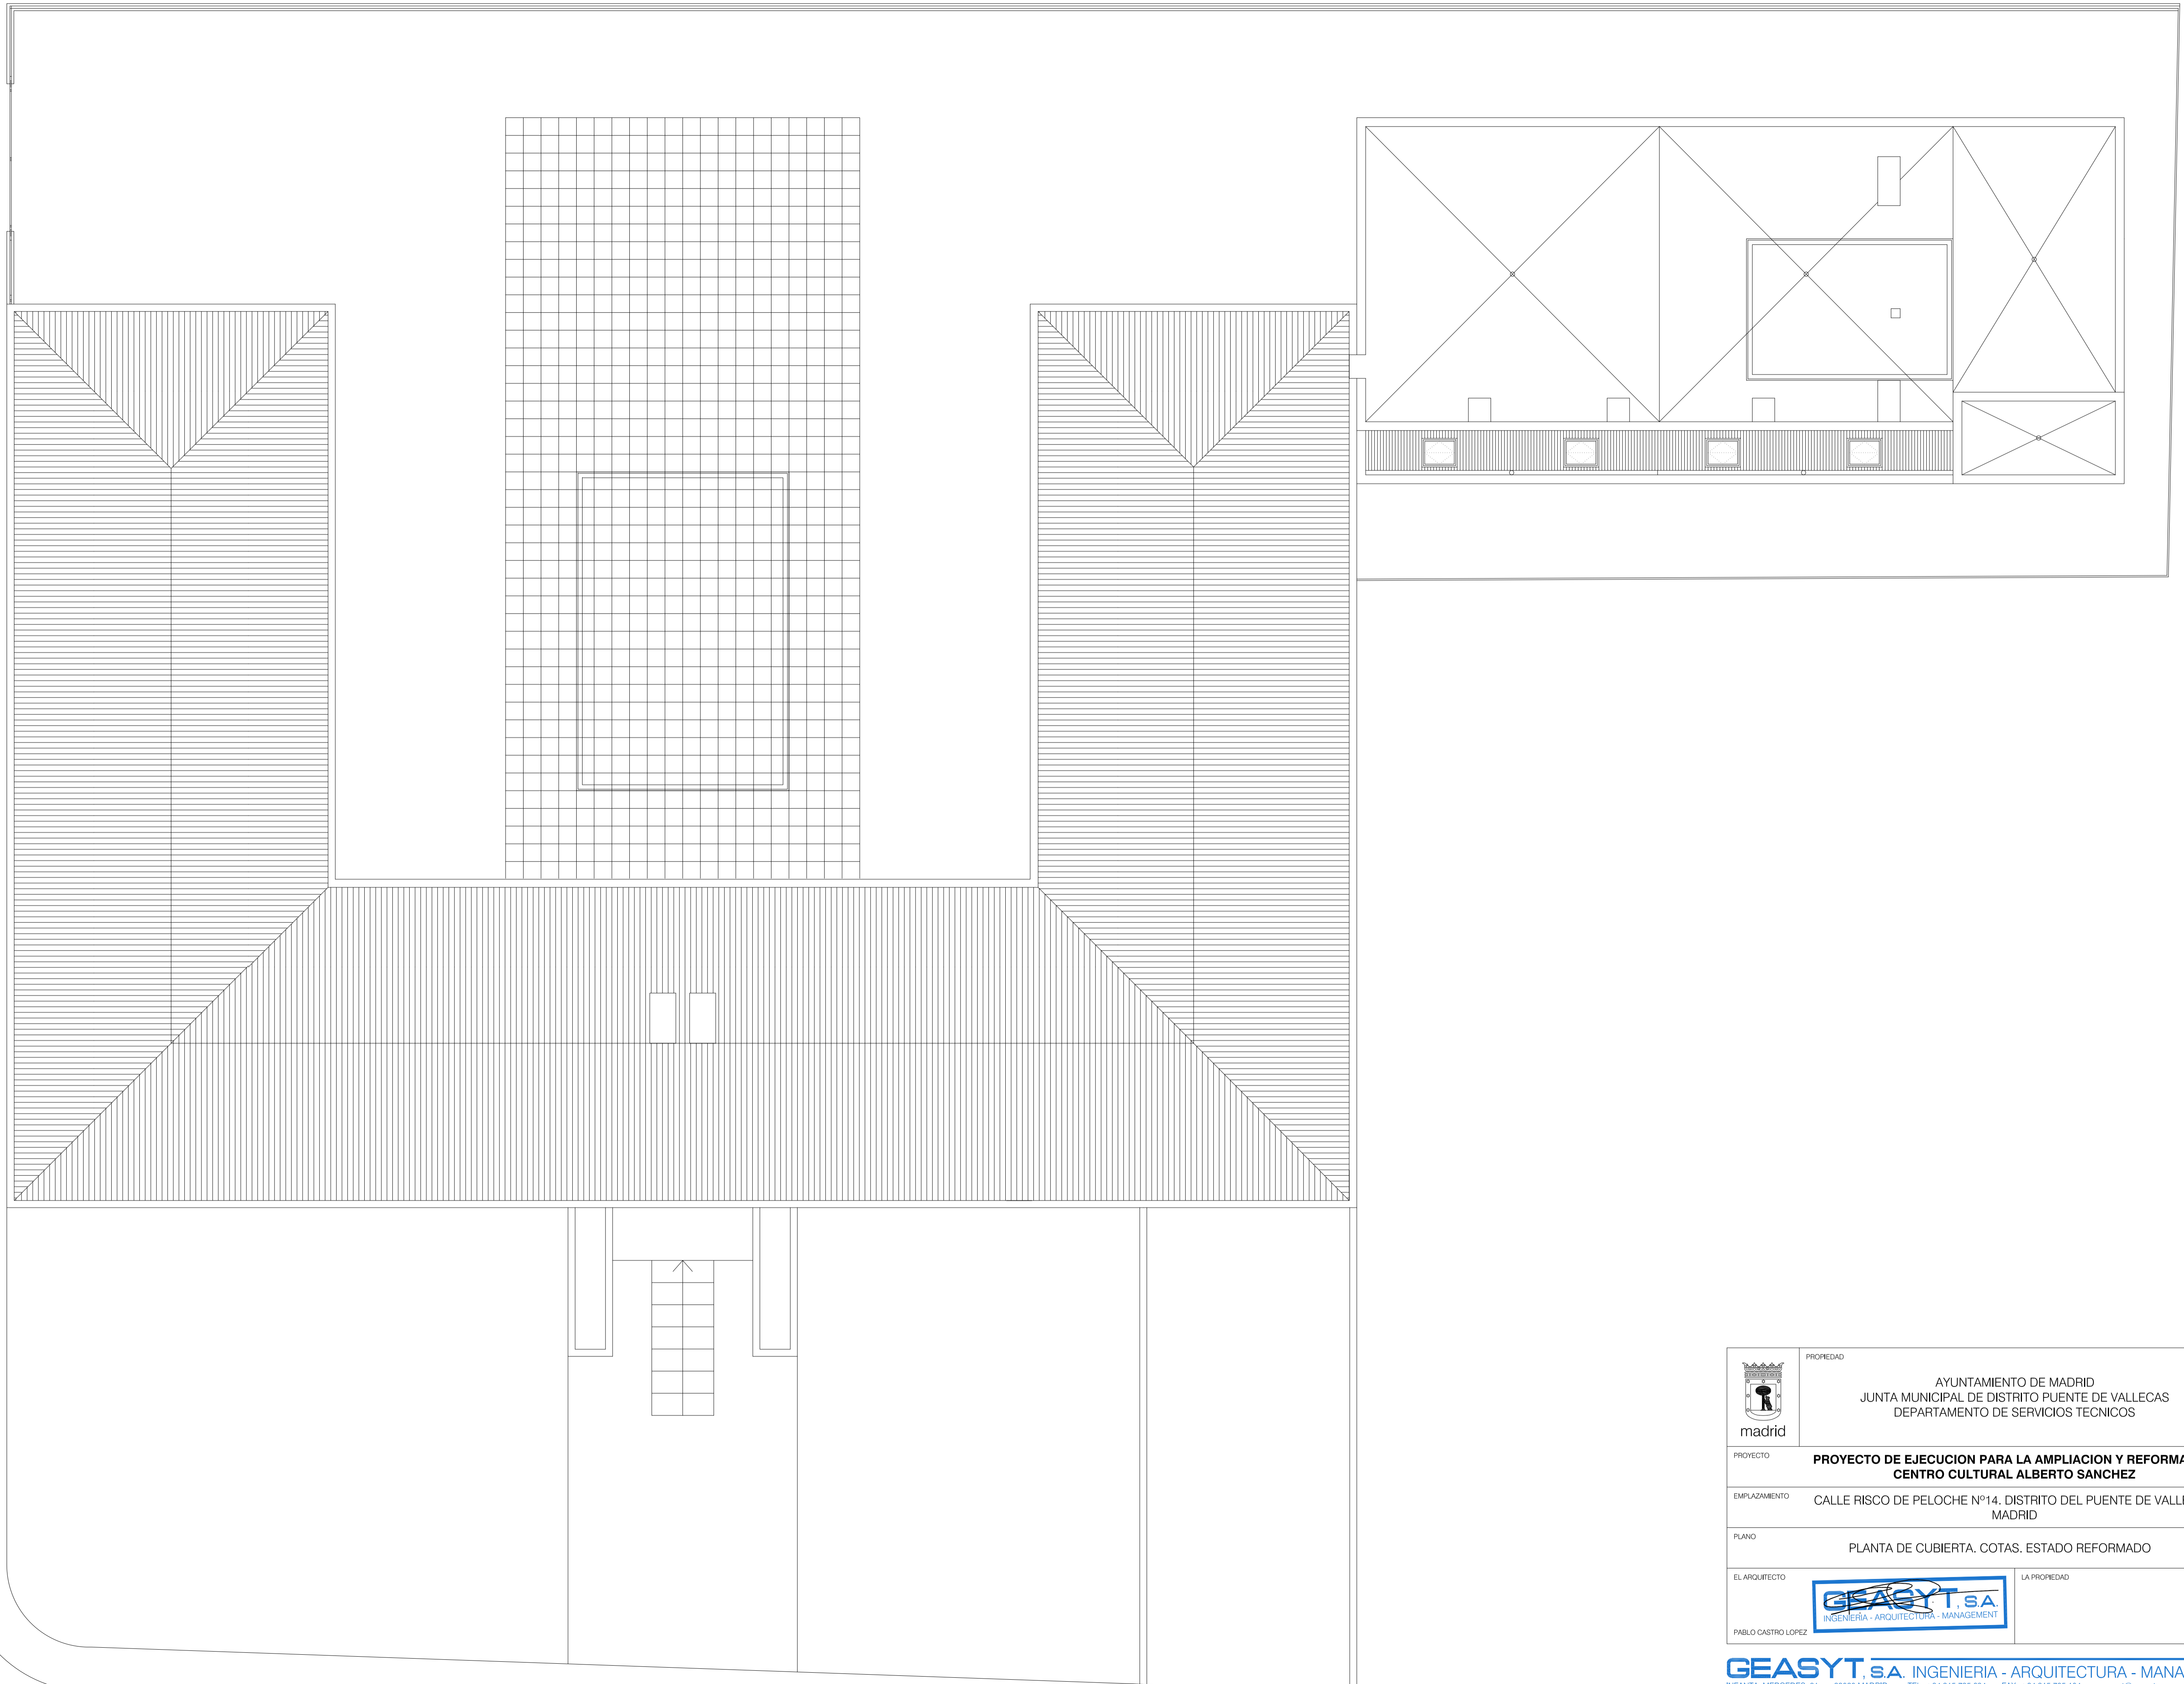 PROPIEDAD
AYUNTAMIENTO DE MADRID
JUNTA MUNICIPAL DE DISTRITO PUENTE DE VALLECAS
DEPARTAMENTO DE SERVICIOS TECNICOS
madrid
PROYECTO
PROYECTO DE EJECUCION PARA LA AMPLIACION Y REFORMA
CENTRO CULTURAL ALBERTO SANCHEZ
EMPLAZAMIENTO
CALLE RISCO DE PELOCHE Nº14. DISTRITO DEL PUENTE DE VALLE
MADRID
PLANO
PLANTA DE CUBIERTA. COTAS. ESTADO REFORMADO
EL ARQUITECTO
LA PROPIEDAD
GEASYT, S.A.
INGENIERÍA - ARQUITECTURA - MANAGEMENT
PABLO CASTRO LOPEZ
GEASYT, S.A. INGENIERIA - ARQUITECTURA - MANA